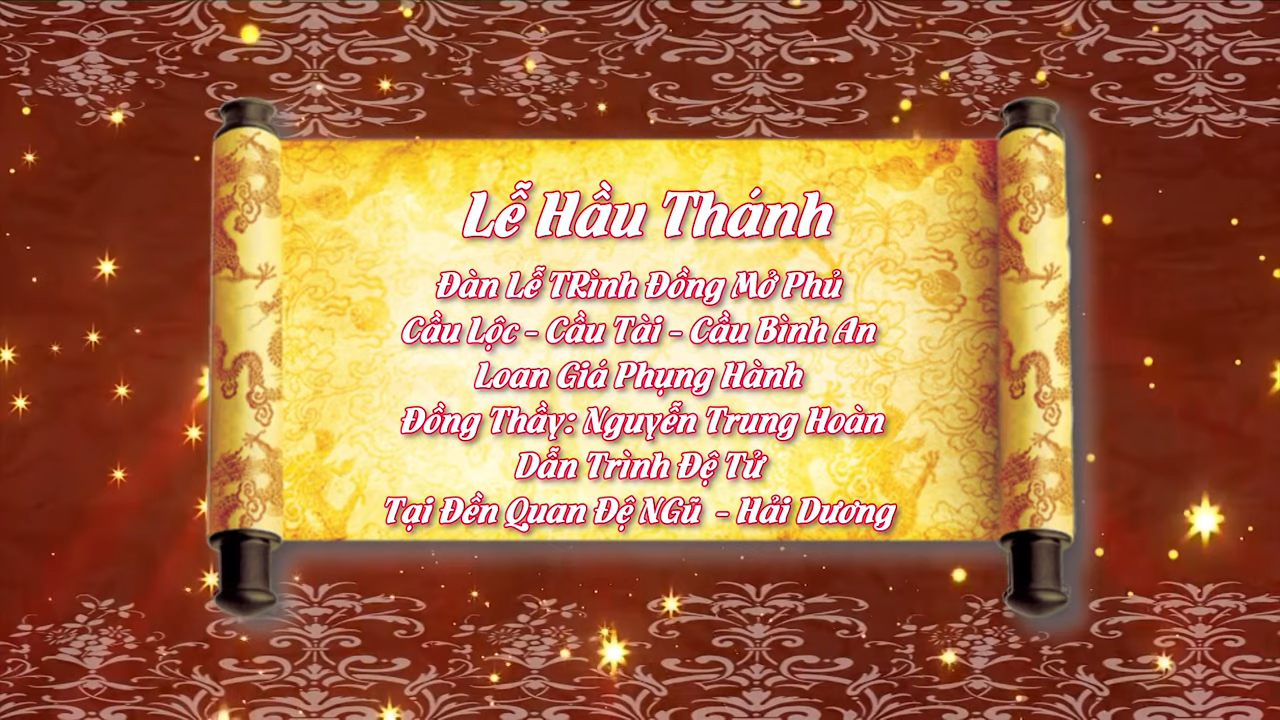 Lễ Hầu Thánh
Đàn Lễ TRình Đồng Mở Phủ
Cầu Lộc - Cầu Tài - Cầu Bình An
Loan Giá Phụng Hành
Đồng Thầy: Nguyễn Trung Hoàn
Dẫn Trình Đệ Tử
Tại Đền Quan Đệ NGũ - Hải Dương